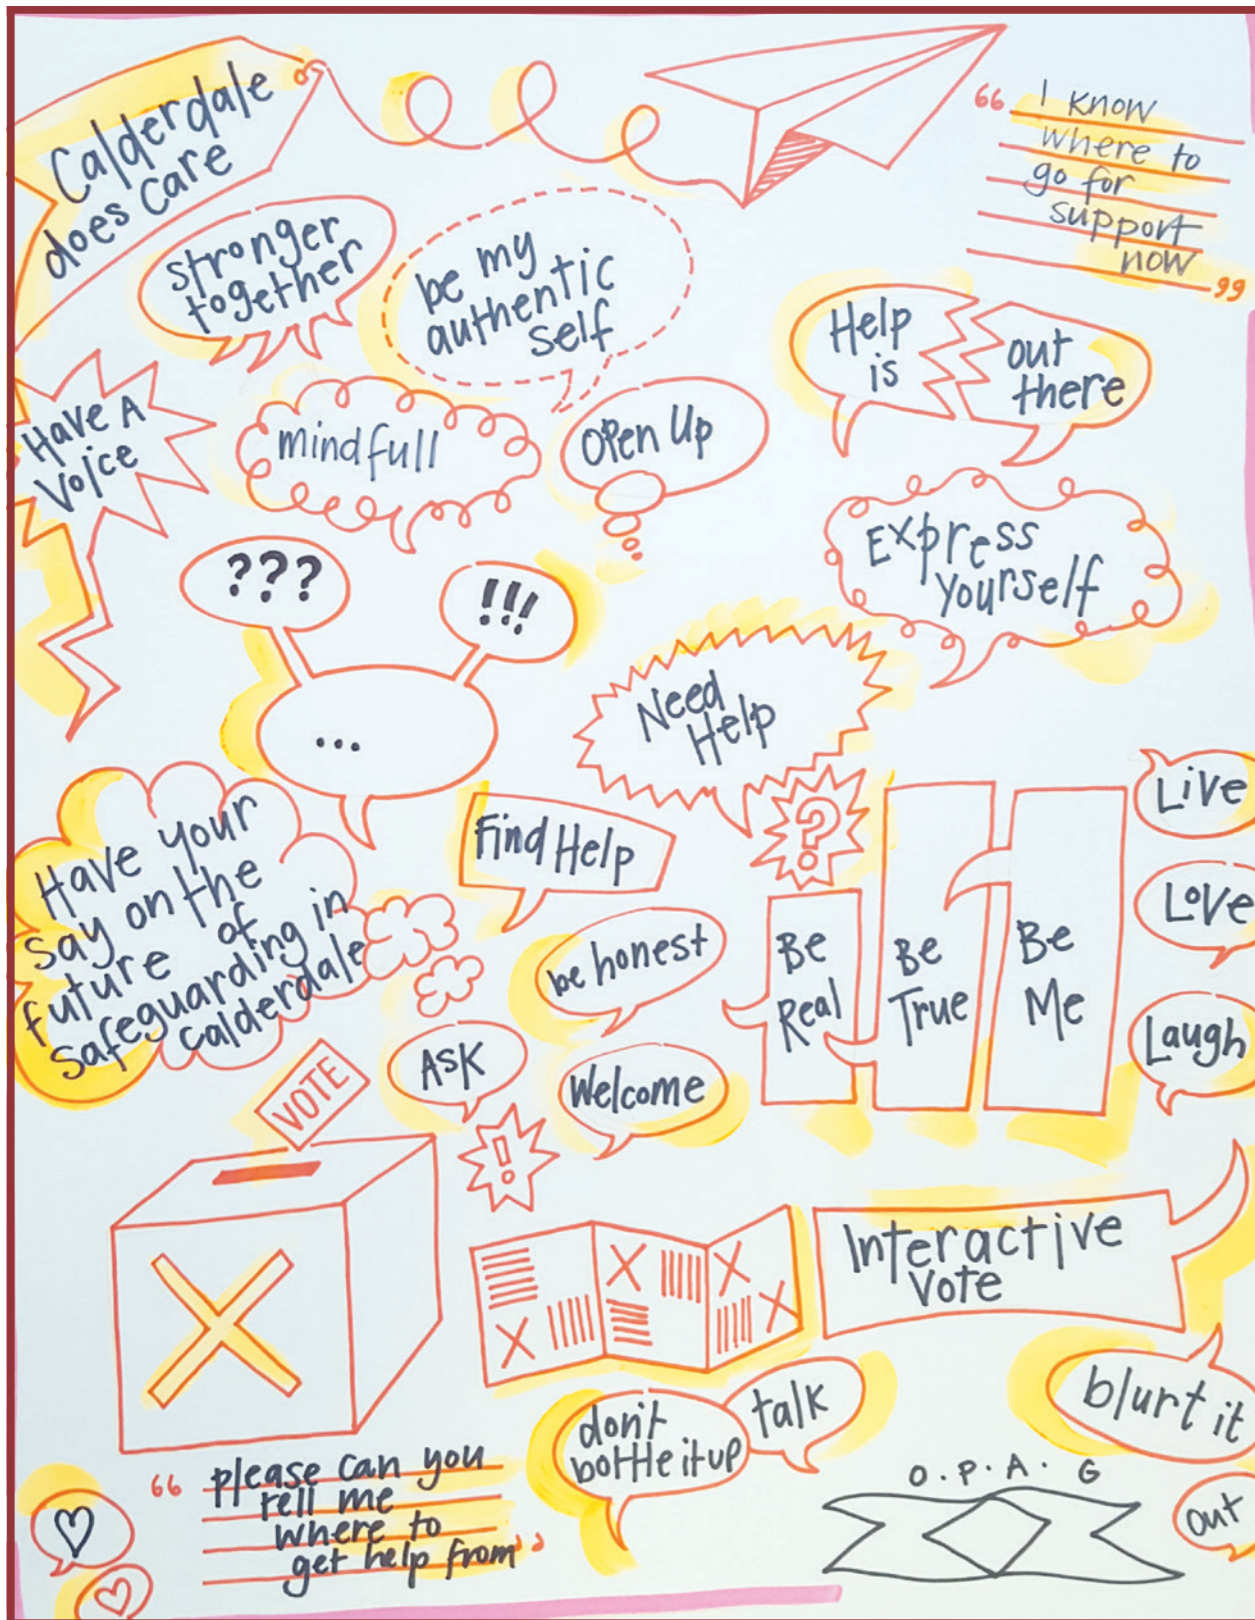 Calderdale
does care
“ I know
where to
go for
support
now ”
stronger
together
be my
authentic
self
Help
is
out
there
Have A
Voice
mindfull
open Up
Express
yourself
???
!!!
...
Need
Help
?
Live
Love
Laugh
Find Help
Have your
say on the
future of
safeguarding in
calderdale
be honest
Be
Real
Be
True
Be
Me
Ask
Welcome
VOTE
!
Interactive
Vote
don't
bottle it up
talk
blurt it
out
“ please can you
tell me
where to
get help from ”
O.P.A.G